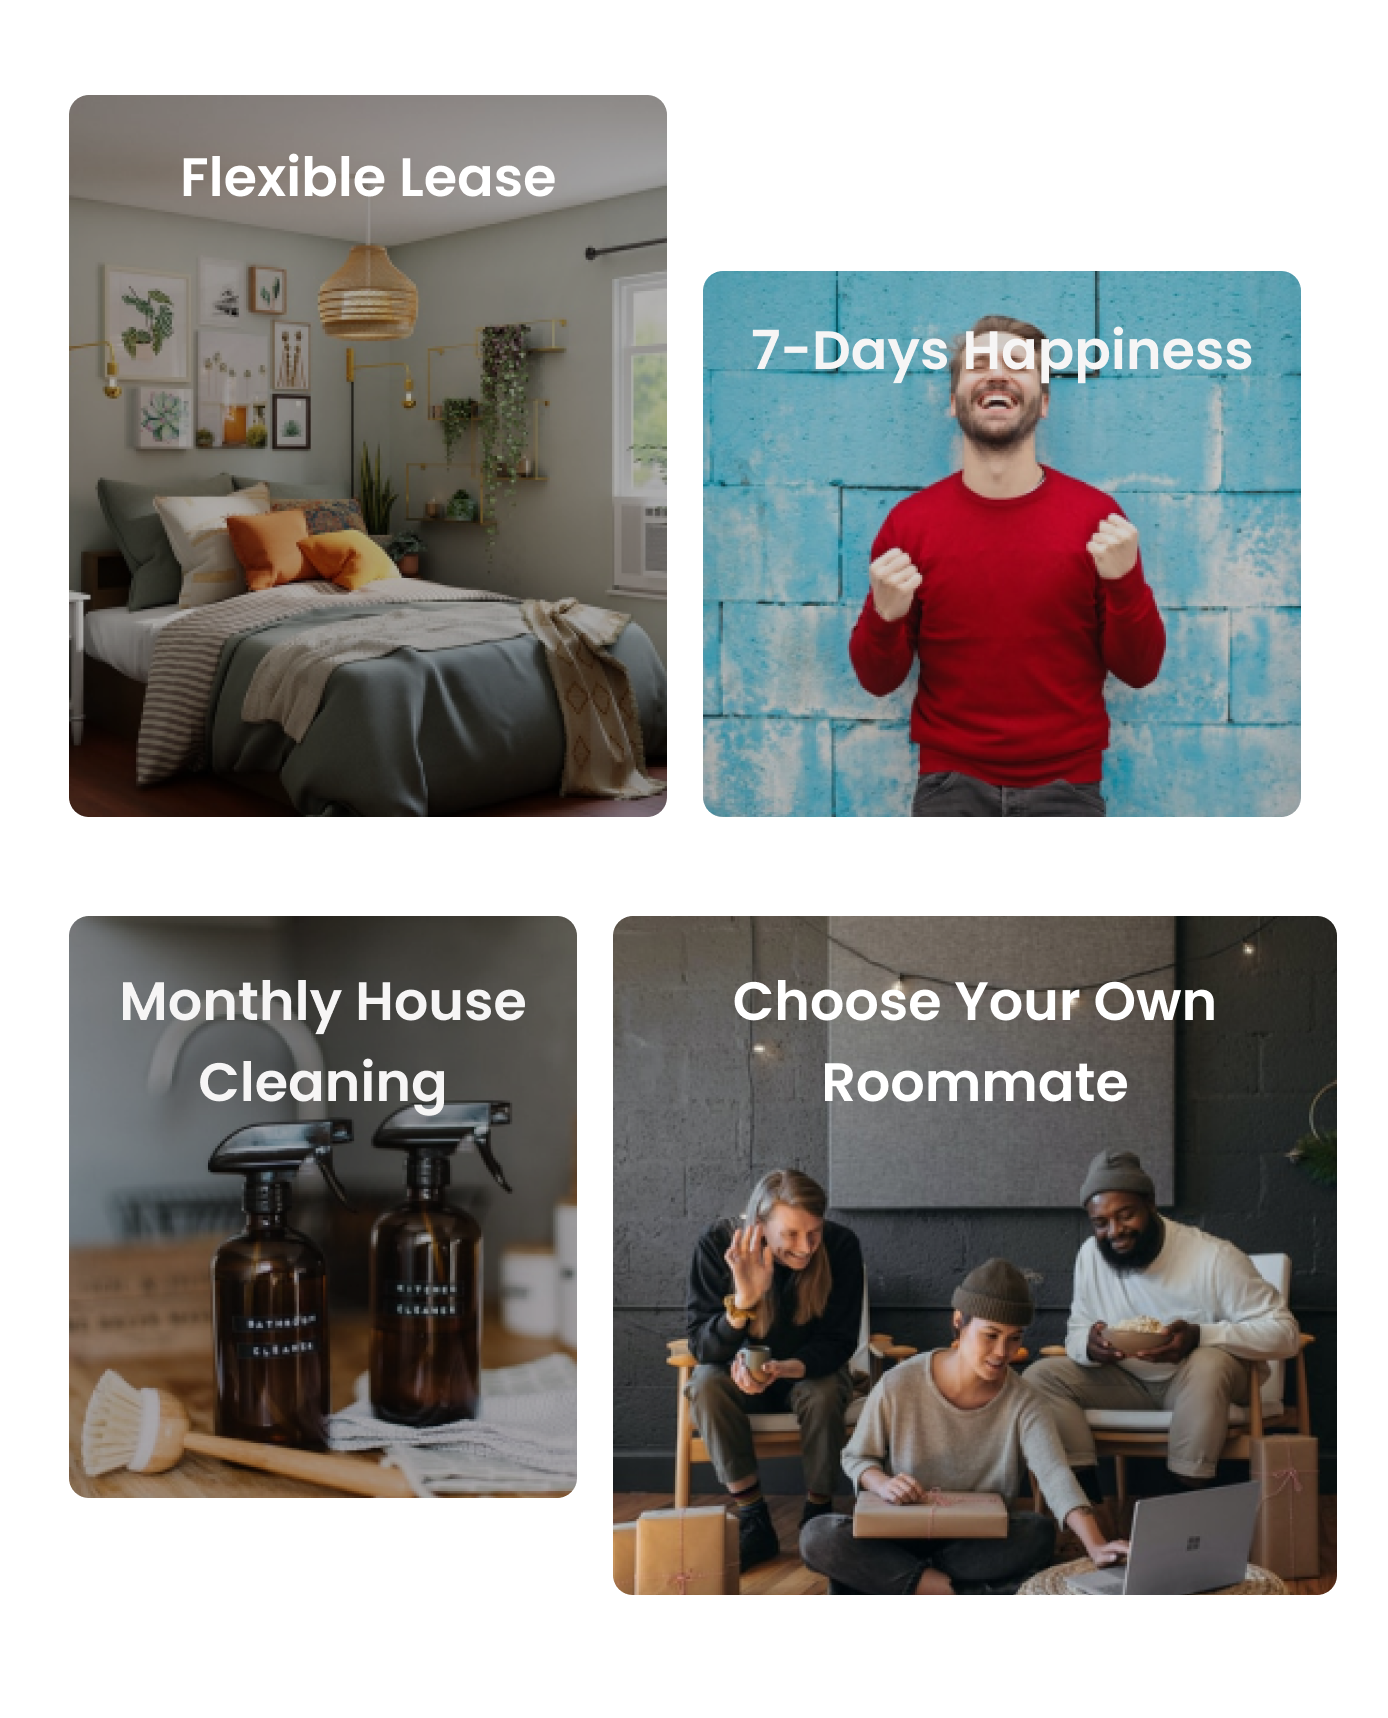 Flexible Lease
7-Days Happiness
Monthly House
Cleaning
Choose Your Own
Roommate
BATHROOM
CLEANER
KITCHEN
CLEANER